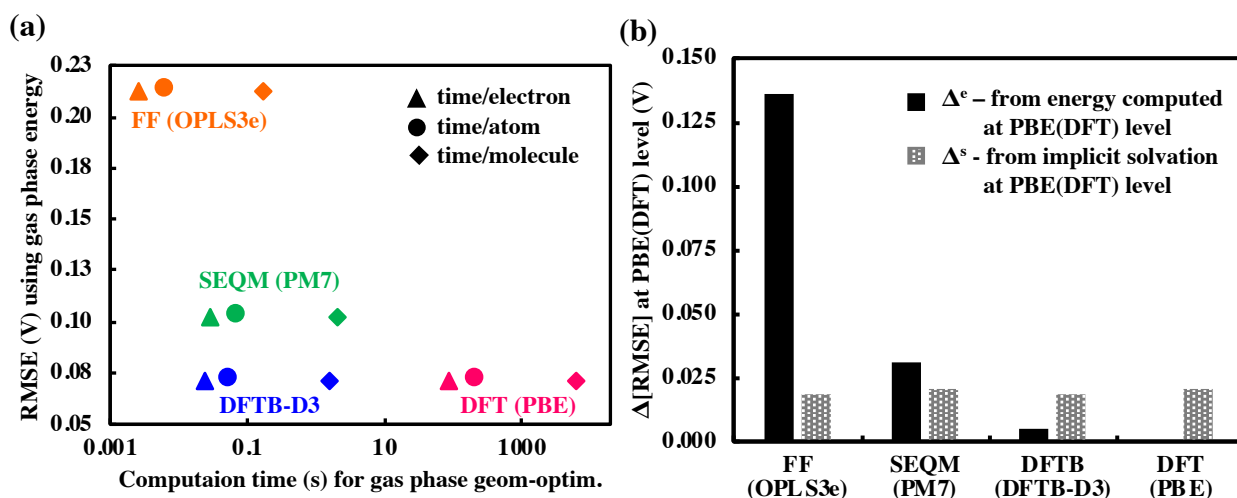 (a)
RMSE (V) using gas phase energy
0.23
0.20
0.18
0.15
0.13
0.10
0.08
0.05
FF (OPLS3e)
time/electron
time/atom
time/molecule
SEQM (PM7)
DFTB-D3
DFT (PBE)
0.001
0.1
10
1000
Computaion time (s) for gas phase geom-optim.
(b)
Δ[RMSE] at PBE(DFT) level (V)
0.150
0.125
0.100
0.075
0.050
0.025
0.000
Δᵉ – from energy computed
at PBE(DFT) level
Δˢ - from implicit solvation
at PBE(DFT) level
FF
(OPLS3e)
SEQM
(PM7)
DFTB
(DFTB-D3)
DFT
(PBE)